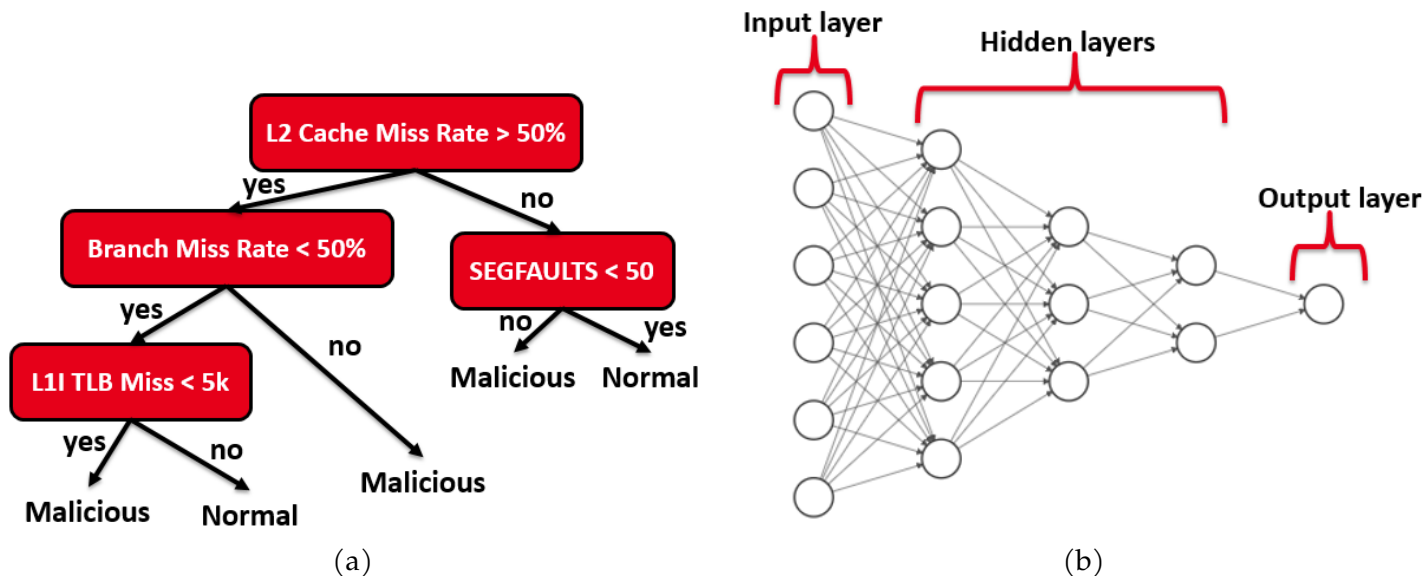 L2 Cache Miss Rate > 50%
yes
no
Branch Miss Rate < 50%
SEGFAULTS < 50
yes
no
no
yes
L1I TLB Miss < 5k
Malicious
Normal
yes
no
Malicious
Malicious
Normal
(a)
Input layer
Hidden layers
Output layer
(b)